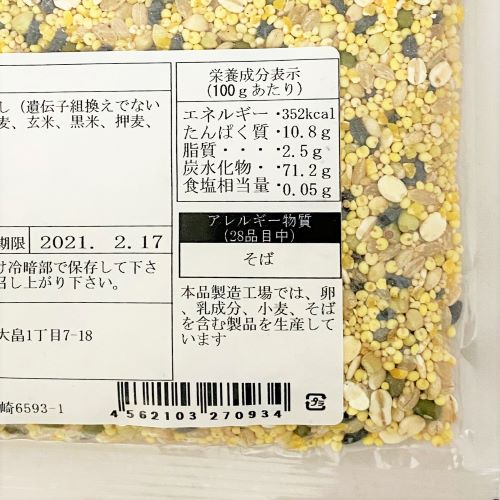 し（遺伝子組換えでない
麦、玄米、黒米、押麦、
期限 2021. 2.17
け冷暗部で保存して下さ
召し上がり下さい。
大畠1丁目7-18
崎6593-1
栄養成分表示
(100gあたり)
エネルギー・352kcal
たんぱく質・10.8g
脂質・・・・2.5g
炭水化物・・71.2g
食塩相当量・0.05g
アレルギー物質
(28品目中)
そば
本品製造工場では、卵
、乳成分、小麦、そば
を含む製品を生産して
います
4562103270934
プラ